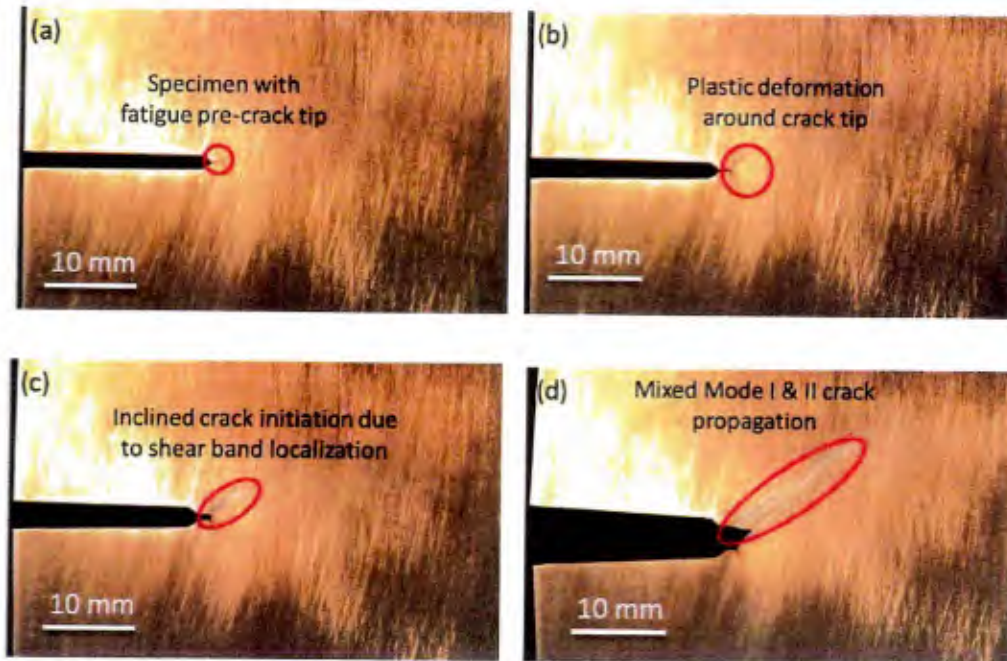 (a)
Specimen with
fatigue pre-crack tip
10 mm
(b)
Plastic deformation
around crack tip
10 mm
(c)
Inclined crack initiation due
to shear band localization
10 mm
(d)
Mixed Mode I & II crack
propagation
10 mm